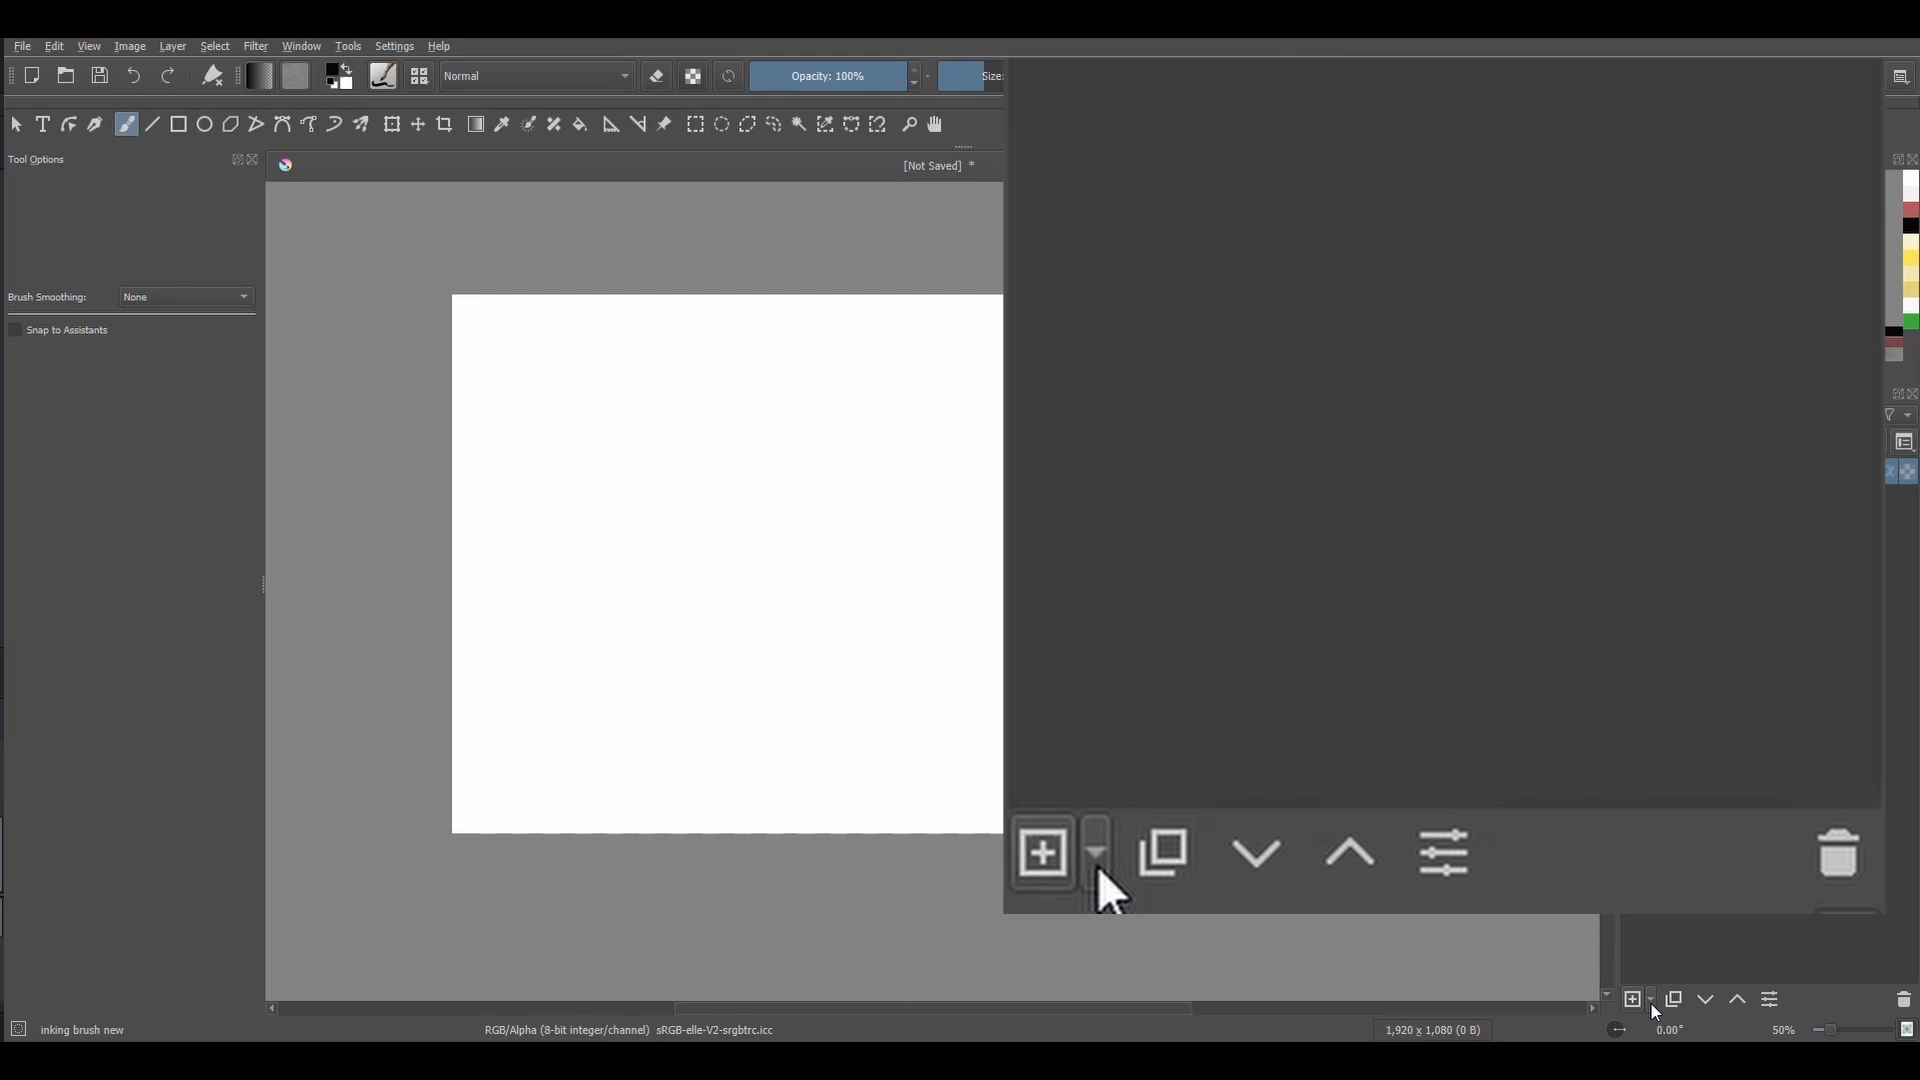 File Edit View Image Layer Select Filter Window Tools Settings Help
Normal Opacity: 100% Size:
Tool Options
[Not Saved] *
Brush Smoothing: None
Snap to Assistants
inking brush new RGB/Alpha (8-bit integer/channel) sRGB-elle-V2-srgbtrc.icc 1,920 x 1,080 (0 B) 0.00° 50%